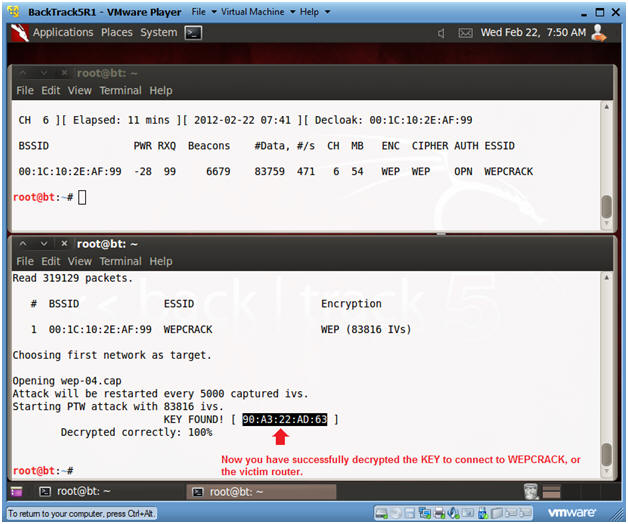 BackTrack5R1 - VMware Player File Virtual Machine Help
Applications Places System Wed Feb 22, 7:50 AM
root@bt: ~
File Edit View Terminal Help
CH 6 ][ Elapsed: 11 mins ][ 2012-02-22 07:41 ][ Decloak: 00:1C:10:2E:AF:99
BSSID PWR RXQ Beacons #Data, #/s CH MB ENC CIPHER AUTH ESSID
00:1C:10:2E:AF:99 -28 99 6679 83759 471 6 54 WEP WEP OPN WEPCRACK
root@bt:~#
root@bt: ~
File Edit View Terminal Help
Read 319129 packets.
# BSSID ESSID Encryption
1 00:1C:10:2E:AF:99 WEPCRACK WEP (83816 IVs)
Choosing first network as target.
Opening wep-04.cap
Attack will be restarted every 5000 captured ivs.
Starting PTW attack with 83816 ivs.
KEY FOUND! [ 90:A3:22:AD:63 ]
Decrypted correctly: 100%
Now you have successfully decrypted the KEY to connect to WEPCRACK, or
the victim router.
root@bt:~#
<< back | track 5
root@bt: ~ root@bt: ~
To return to your computer, press Ctrl+Alt. vmware